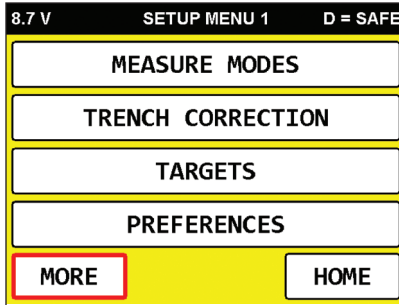 8.7 V SETUP MENU 1 D = SAFE
MEASURE MODES
TRENCH CORRECTION
TARGETS
PREFERENCES
MORE HOME